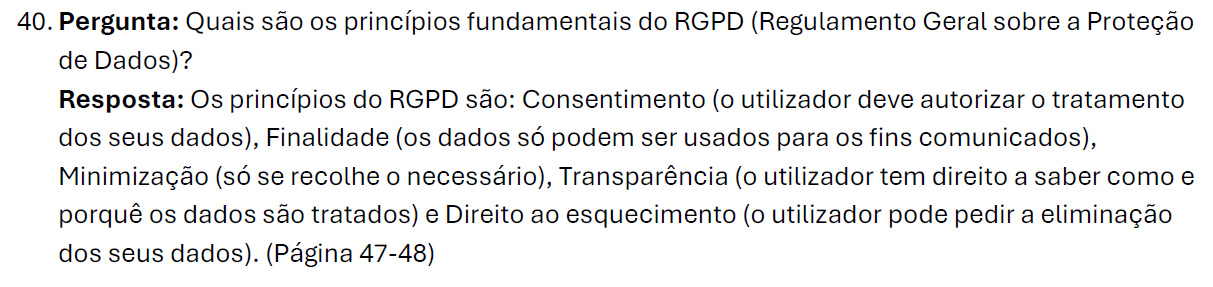 40. Pergunta: Quais são os princípios fundamentais do RGPD (Regulamento Geral sobre a Proteção
de Dados)?
Resposta: Os princípios do RGPD são: Consentimento (o utilizador deve autorizar o tratamento
dos seus dados), Finalidade (os dados só podem ser usados para os fins comunicados),
Minimização (só se recolhe o necessário), Transparência (o utilizador tem direito a saber como e
porquê os dados são tratados) e Direito ao esquecimento (o utilizador pode pedir a eliminação
dos seus dados). (Página 47-48)